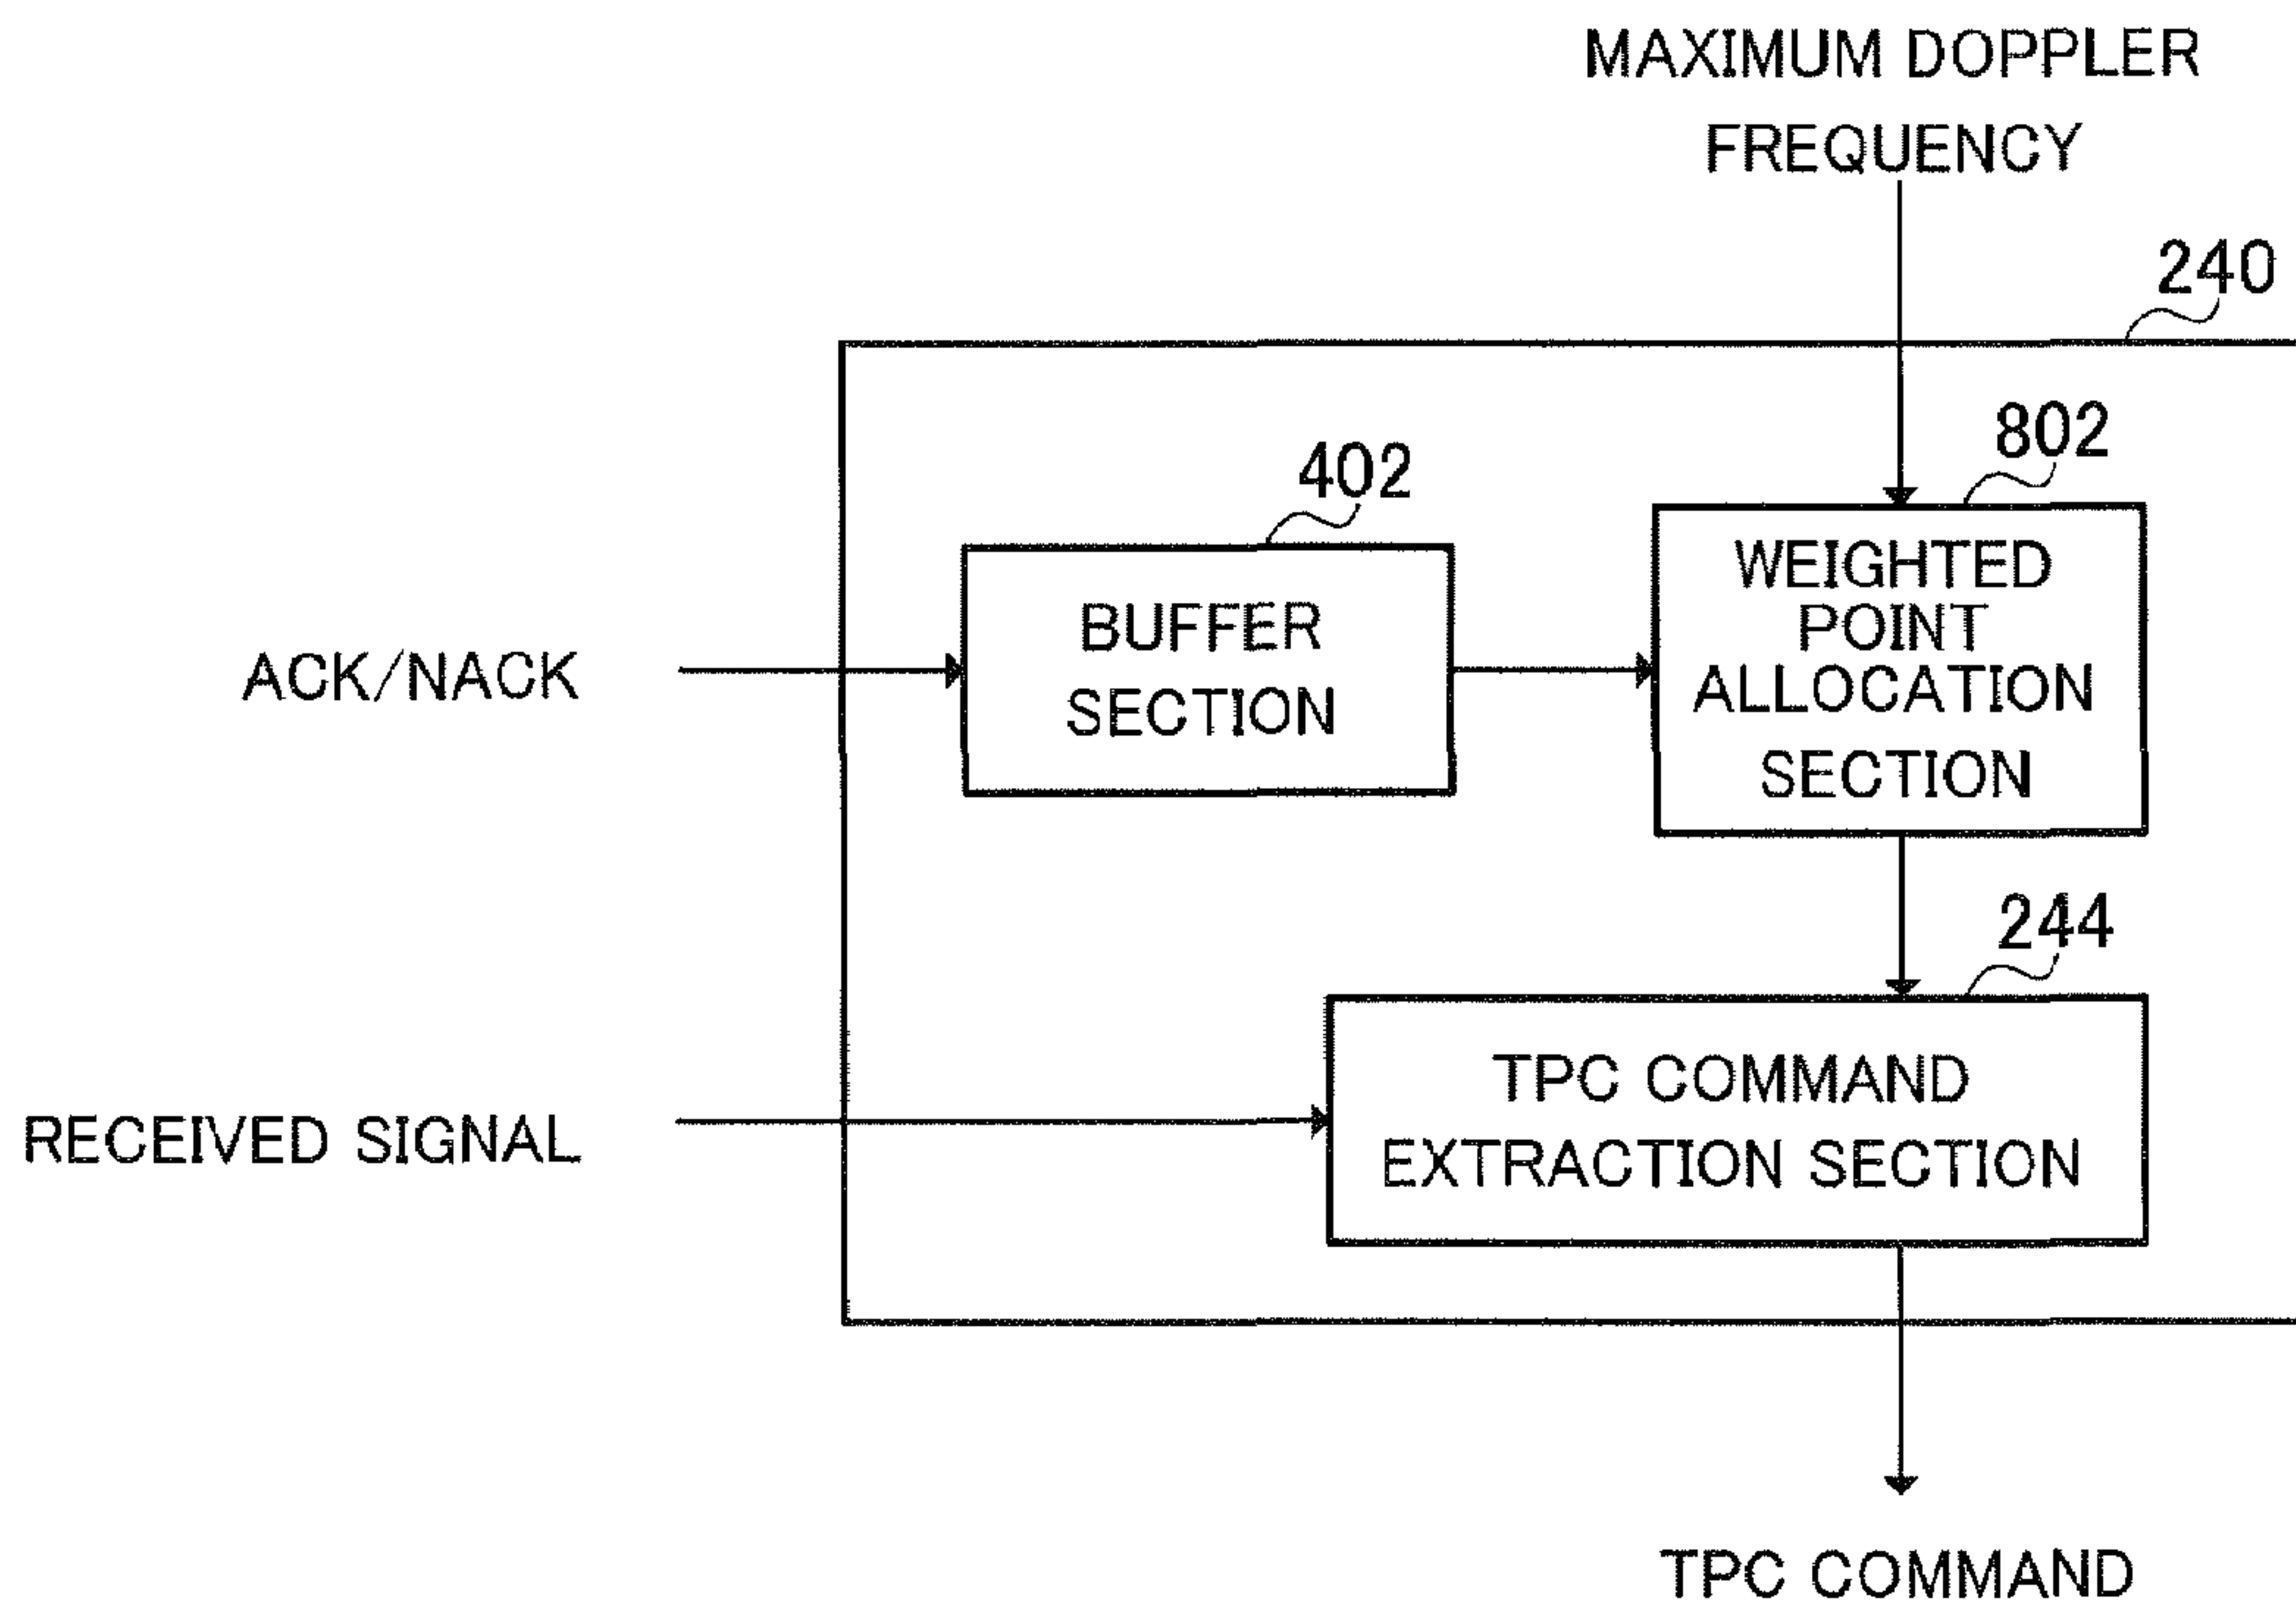 MAXIMUM DOPPLER
FREQUENCY
240
802
402
WEIGHTED
POINT
ALLOCATION
SECTION
BUFFER
SECTION
ACK/NACK
244
TPC COMMAND
EXTRACTION SECTION
RECEIVED SIGNAL
TPC COMMAND